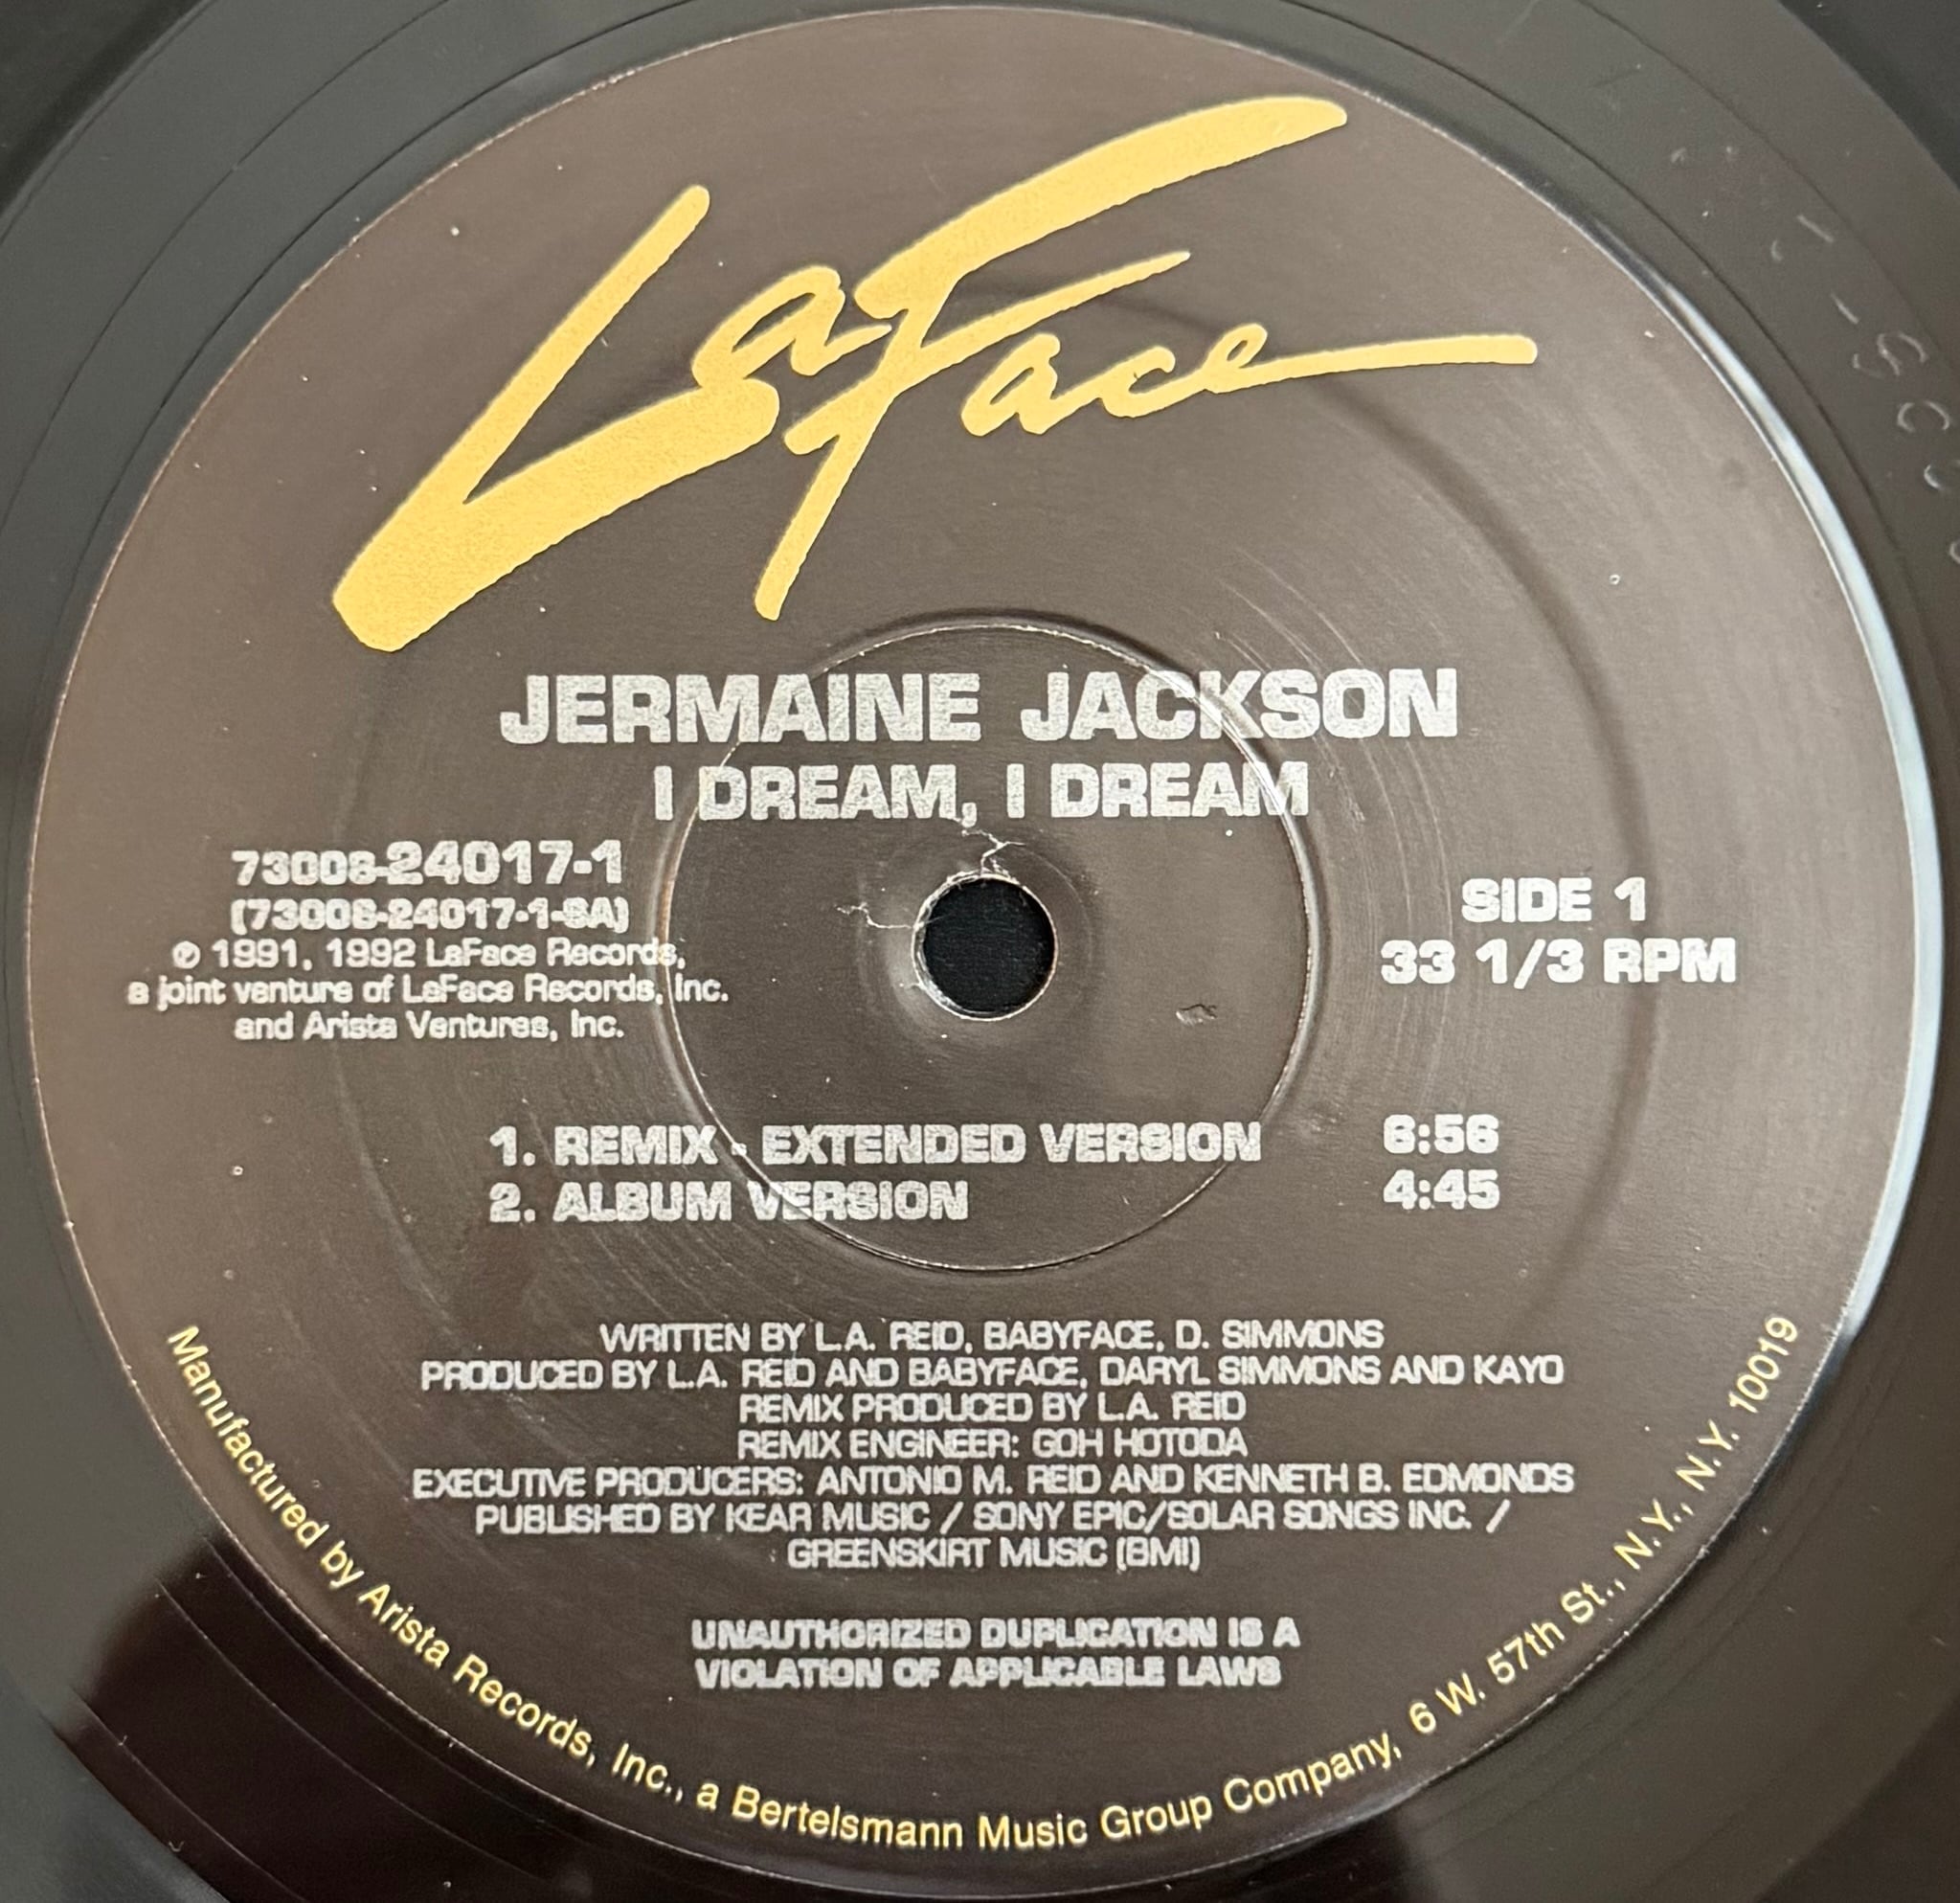 LaFace
JERMAINE JACKSON
I DREAM, I DREAM
73008-24017-1
(73008-24017-1-SA)
℗ 1991, 1992 LaFace Records,
a joint venture of LaFace Records, Inc.
and Arista Ventures, Inc.
SIDE 1
33 1/3 RPM
1. REMIX - EXTENDED VERSION 6:56
2. ALBUM VERSION 4:45
WRITTEN BY L.A. REID, BABYFACE, D. SIMMONS
PRODUCED BY L.A. REID AND BABYFACE, DARYL SIMMONS AND KAYO
REMIX PRODUCED BY L.A. REID
REMIX ENGINEER: GOH HOTODA
EXECUTIVE PRODUCERS: ANTONIO M. REID AND KENNETH B. EDMONDS
PUBLISHED BY KEAR MUSIC / SONY EPIC/SOLAR SONGS INC. /
GREENSKIRT MUSIC (BMI)
UNAUTHORIZED DUPLICATION IS A
VIOLATION OF APPLICABLE LAWS
Manufactured by Arista Records, Inc., a Bertelsmann Music Group Company, 6 W. 57th St., N.Y., N.Y. 10019